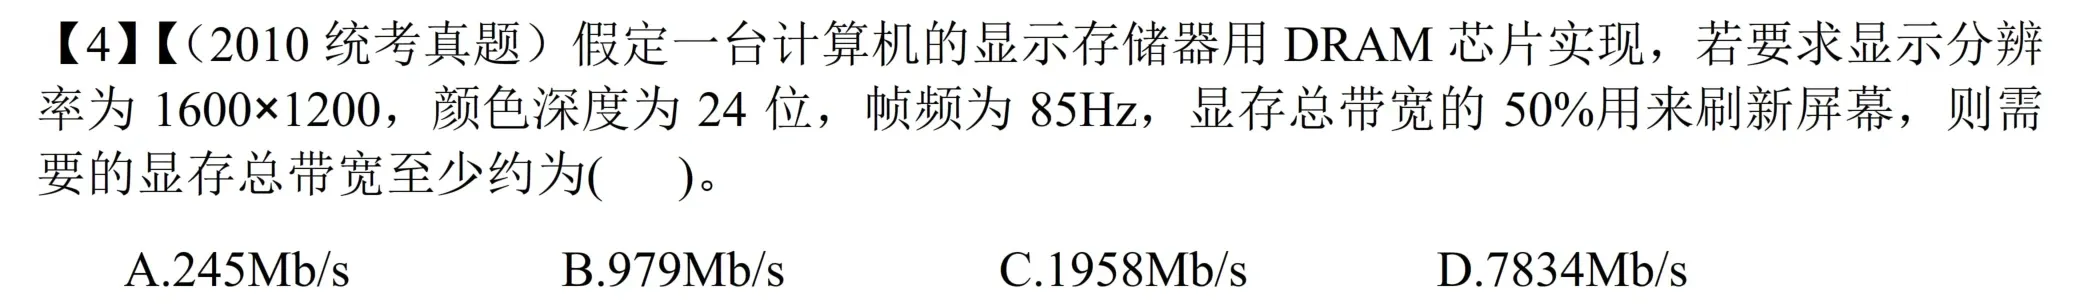 【4】【（2010 统考真题）假定一台计算机的显示存储器用 DRAM 芯片实现，若要求显示分辨
率为 1600×1200，颜色深度为 24 位，帧频为 85Hz，显存总带宽的 50%用来刷新屏幕，则需
要的显存总带宽至少约为(    )。
A.245Mb/s B.979Mb/s C.1958Mb/s D.7834Mb/s